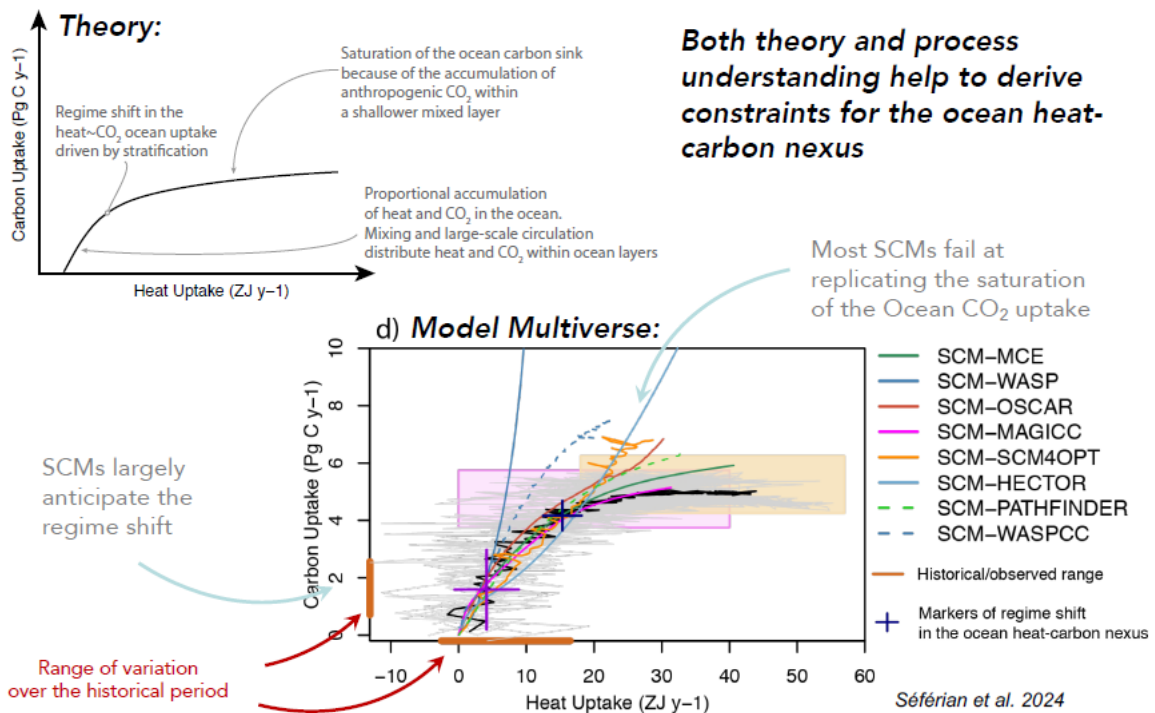 Theory:
Carbon Uptake (Pg C y−1)
Saturation of the ocean carbon sink
because of the accumulation of
anthropogenic CO₂ within
a shallower mixed layer
Regime shift in the
heat~CO₂ ocean uptake
driven by stratification
Proportional accumulation
of heat and CO₂ in the ocean.
Mixing and large-scale circulation
distribute heat and CO₂ within ocean layers
Heat Uptake (ZJ y−1)
Both theory and process
understanding help to derive
constraints for the ocean heat-
carbon nexus
Most SCMs fail at
replicating the saturation
of the Ocean CO₂ uptake
d) Model Multiverse:
Carbon Uptake (Pg C y−1)
10
8
6
4
2
0
−10 0 10 20 30 40 50 60
Heat Uptake (ZJ y−1)
SCM−MCE
SCM−WASP
SCM−OSCAR
SCM−MAGICC
SCM−SCM4OPT
SCM−HECTOR
SCM−PATHFINDER
SCM−WASPCC
Historical/observed range
Markers of regime shift
in the ocean heat-carbon nexus
SCMs largely
anticipate the
regime shift
Range of variation
over the historical period
Séférian et al. 2024